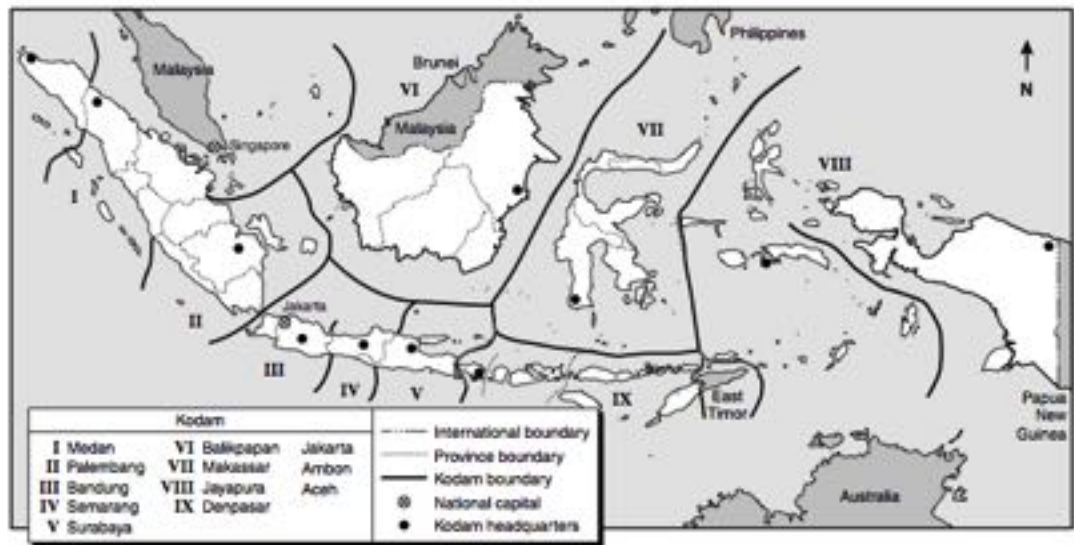 Philippines
Brunei
Malaysia
VI
N
Malaysia
VII
Singapore
VIII
I
Jakarta
II
III
IV
V
IX
East
Timor
Papua
New
Guinea
Australia
Kodam
I Medan
II Palembang
III Bandung
IV Semarang
V Surabaya
VI Balikpapan
VII Makassar
VIII Jayapura
IX Denpasar
Jakarta
Ambon
Aceh
International boundary
Province boundary
Kodam boundary
National capital
Kodam headquarters